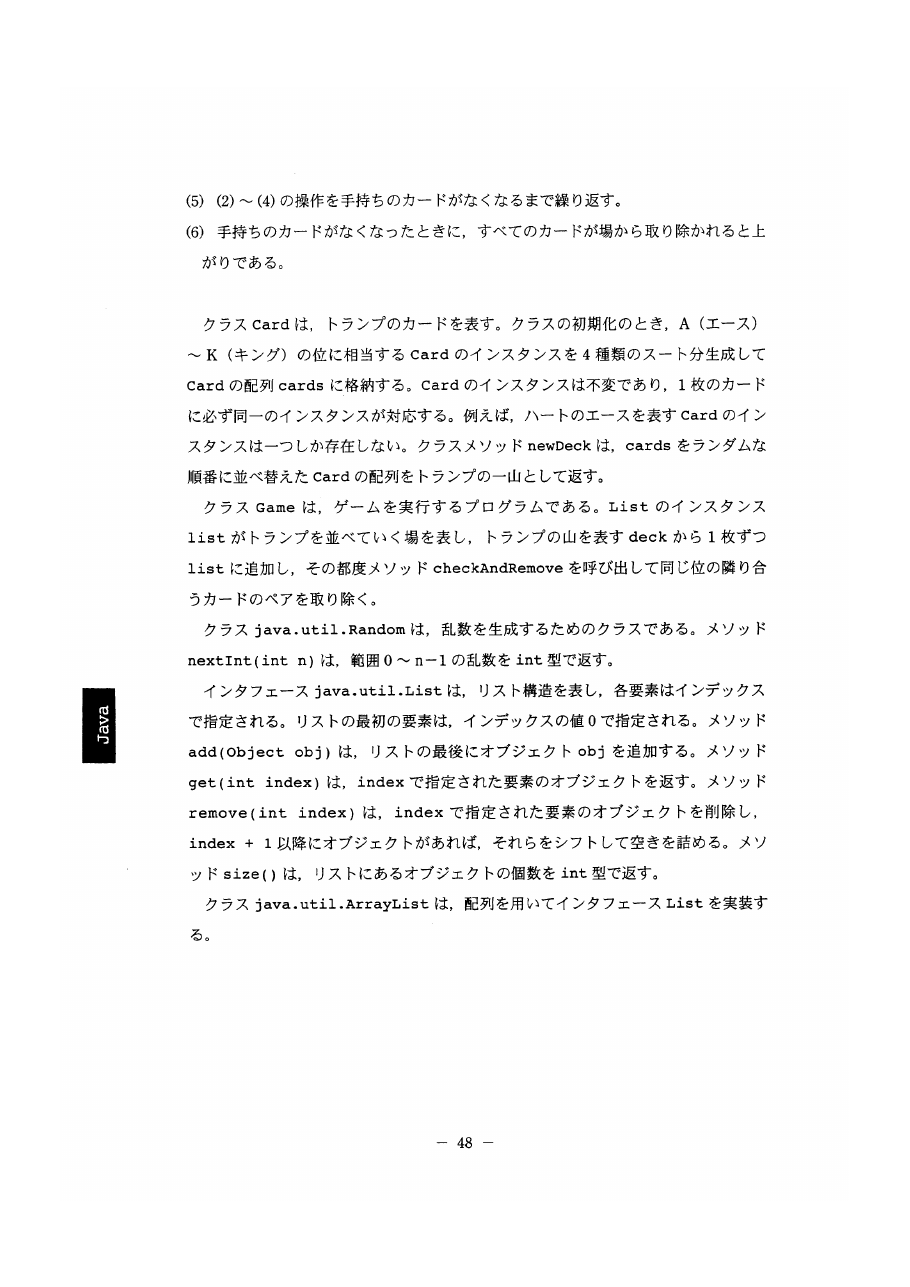 (5) (2)～(4)の操作を手持ちのカードがなくなるまで繰り返す。
(6) 手持ちのカードがなくなったときに，すべてのカードが場から取り除かれると上
がりである。
クラス Card は，トランプのカードを表す。クラスの初期化のとき，A（エース）
～K（キング）の位に相当する Card のインスタンスを4種類のスート分生成して
Card の配列 cards に格納する。Card のインスタンスは不変であり，1枚のカード
に必ず同一のインスタンスが対応する。例えば，ハートのエースを表す Card のイン
スタンスは一つしか存在しない。クラスメソッド newDeck は，cards をランダムな
順番に並べ替えた Card の配列をトランプの一山として返す。
クラス Game は，ゲームを実行するプログラムである。List のインスタンス
list がトランプを並べていく場を表し，トランプの山を表す deck から1枚ずつ
list に追加し，その都度メソッド checkAndRemove を呼び出して同じ位の隣り合
うカードのペアを取り除く。
クラス java.util.Random は，乱数を生成するためのクラスである。メソッド
nextInt(int n) は，範囲0～n－1の乱数を int 型で返す。
インタフェース java.util.List は，リスト構造を表し，各要素はインデックス
で指定される。リストの最初の要素は，インデックスの値0で指定される。メソッド
add(Object obj) は，リストの最後にオブジェクト obj を追加する。メソッド
get(int index) は，index で指定された要素のオブジェクトを返す。メソッド
remove(int index) は，index で指定された要素のオブジェクトを削除し，
index + 1 以降にオブジェクトがあれば，それらをシフトして空きを詰める。メソ
ッド size() は，リストにあるオブジェクトの個数を int 型で返す。
クラス java.util.ArrayList は，配列を用いてインタフェース List を実装す
る。
Java
－ 48 －